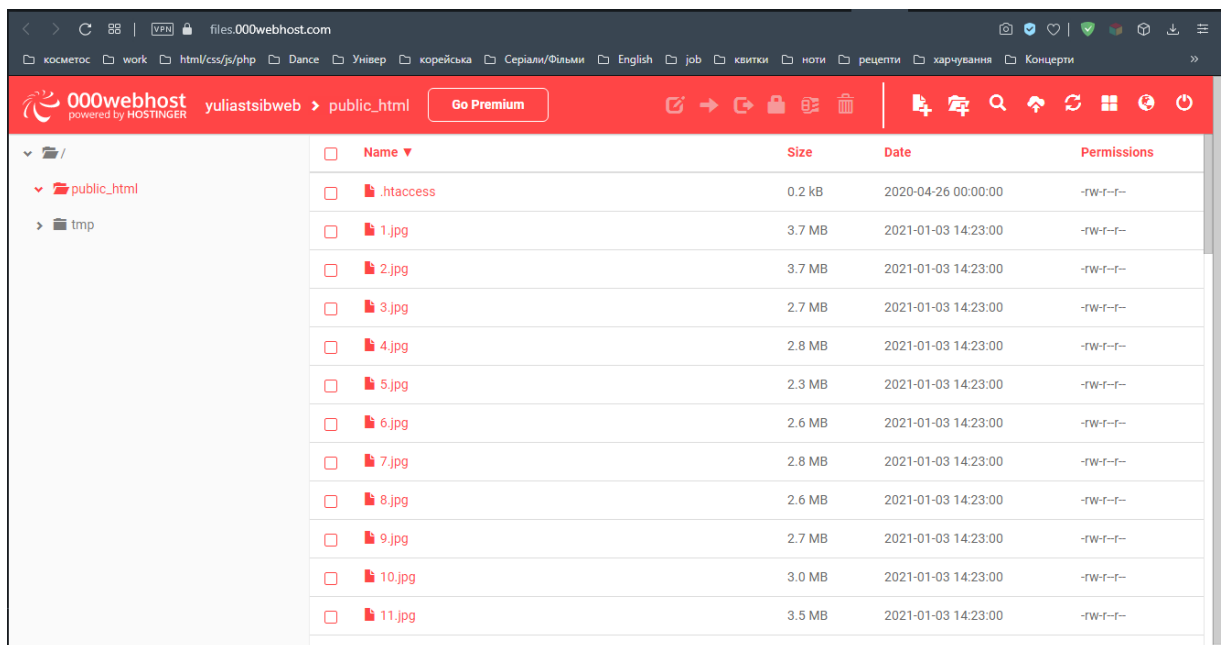 VPN files.000webhost.com
косметос work html/css/js/php Dance Універ корейська Серіали/Фільми English job квитки ноти рецепти харчування Концерти »
000webhost yuliastsibweb > public_html Go Premium
powered by HOSTINGER
/ Name ▼ Size Date Permissions
public_html .htaccess 0.2 kB 2020-04-26 00:00:00 -rw-r--r--
tmp 1.jpg 3.7 MB 2021-01-03 14:23:00 -rw-r--r--
2.jpg 3.7 MB 2021-01-03 14:23:00 -rw-r--r--
3.jpg 2.7 MB 2021-01-03 14:23:00 -rw-r--r--
4.jpg 2.8 MB 2021-01-03 14:23:00 -rw-r--r--
5.jpg 2.3 MB 2021-01-03 14:23:00 -rw-r--r--
6.jpg 2.6 MB 2021-01-03 14:23:00 -rw-r--r--
7.jpg 2.8 MB 2021-01-03 14:23:00 -rw-r--r--
8.jpg 2.6 MB 2021-01-03 14:23:00 -rw-r--r--
9.jpg 2.7 MB 2021-01-03 14:23:00 -rw-r--r--
10.jpg 3.0 MB 2021-01-03 14:23:00 -rw-r--r--
11.jpg 3.5 MB 2021-01-03 14:23:00 -rw-r--r--